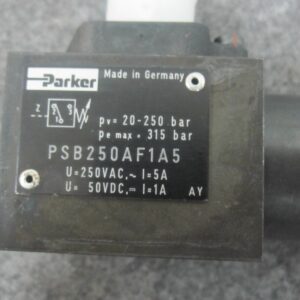 Parker
Made in Germany
Z
pv = 20-250 bar
pe max = 315 bar
PSB250AF1A5
U=250VAC,~ I=5A
U= 50VDC,⎓ I=1A AY